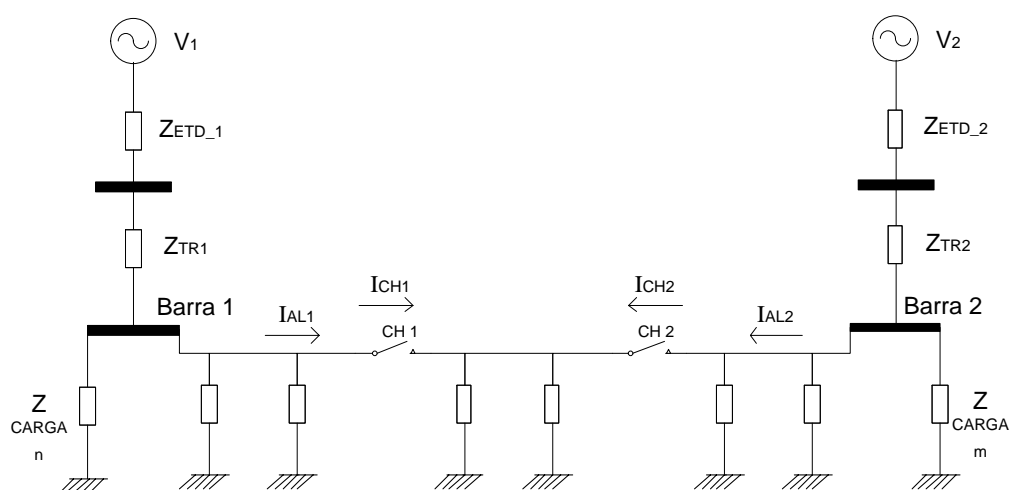 V1
V2
ZETD_1
ZETD_2
ZTR1
ZTR2
ICH1
ICH2
Barra 1
Barra 2
IAL1
IAL2
CH 1
CH 2
Z
CARGA
n
Z
CARGA
m